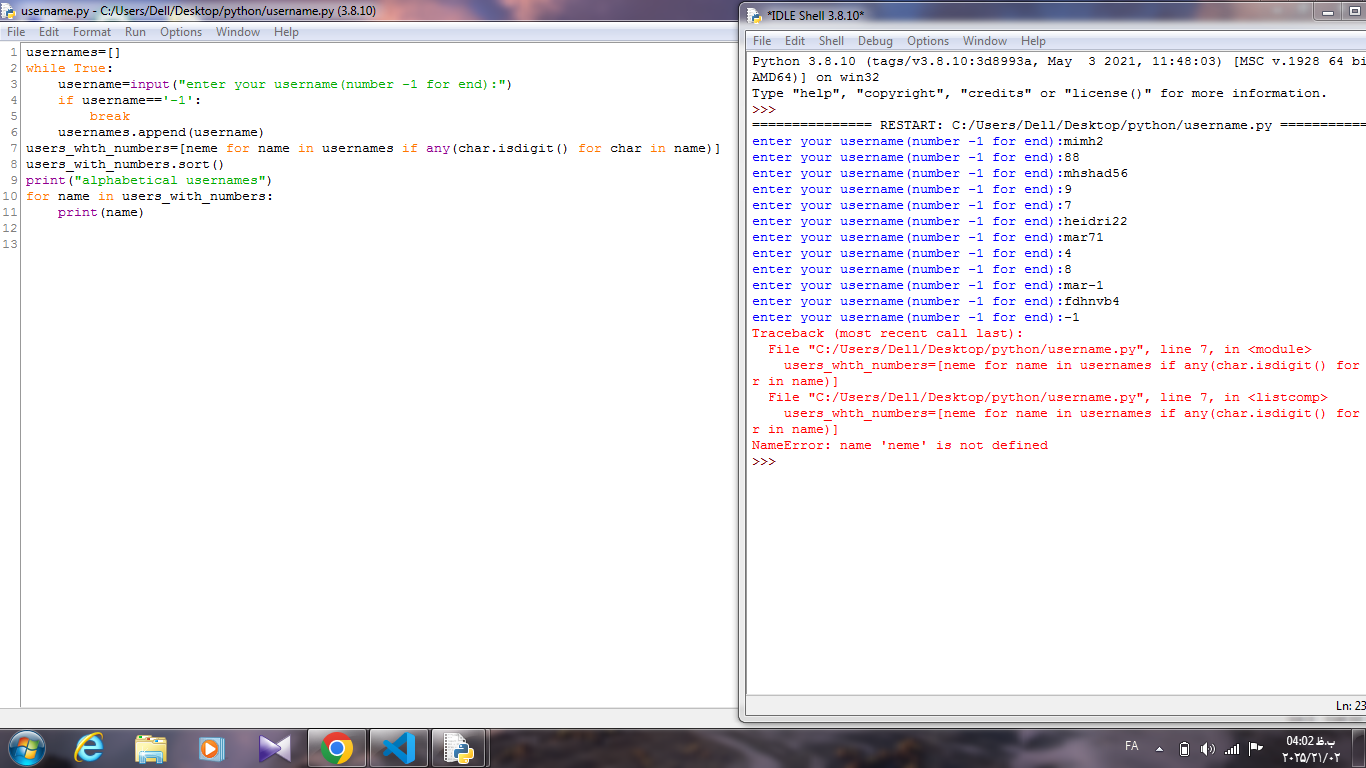 username.py - C:/Users/Dell/Desktop/python/username.py (3.8.10)
File Edit Format Run Options Window Help
1 usernames=[]
2 while True:
3     username=input("enter your username(number -1 for end):")
4     if username=='-1':
5         break
6     usernames.append(username)
7 users_whth_numbers=[neme for name in usernames if any(char.isdigit() for char in name)]
8 users_with_numbers.sort()
9 print("alphabetical usernames")
10 for name in users_with_numbers:
11     print(name)
12
13
*IDLE Shell 3.8.10*
File Edit Shell Debug Options Window Help
Python 3.8.10 (tags/v3.8.10:3d8993a, May  3 2021, 11:48:03) [MSC v.1928 64 bi
AMD64)] on win32
Type "help", "copyright", "credits" or "license()" for more information.
>>>
=============== RESTART: C:/Users/Dell/Desktop/python/username.py ===========
enter your username(number -1 for end):mimh2
enter your username(number -1 for end):88
enter your username(number -1 for end):mhshad56
enter your username(number -1 for end):9
enter your username(number -1 for end):7
enter your username(number -1 for end):heidri22
enter your username(number -1 for end):mar71
enter your username(number -1 for end):4
enter your username(number -1 for end):8
enter your username(number -1 for end):mar-1
enter your username(number -1 for end):fdhnvb4
enter your username(number -1 for end):-1
Traceback (most recent call last):
  File "C:/Users/Dell/Desktop/python/username.py", line 7, in <module>
    users_whth_numbers=[neme for name in usernames if any(char.isdigit() for
r in name)]
  File "C:/Users/Dell/Desktop/python/username.py", line 7, in <listcomp>
    users_whth_numbers=[neme for name in usernames if any(char.isdigit() for
r in name)]
NameError: name 'neme' is not defined
>>>
Ln: 23
FA
04:02 ب.ظ
۲۰۲۵/۲۱/۰۲